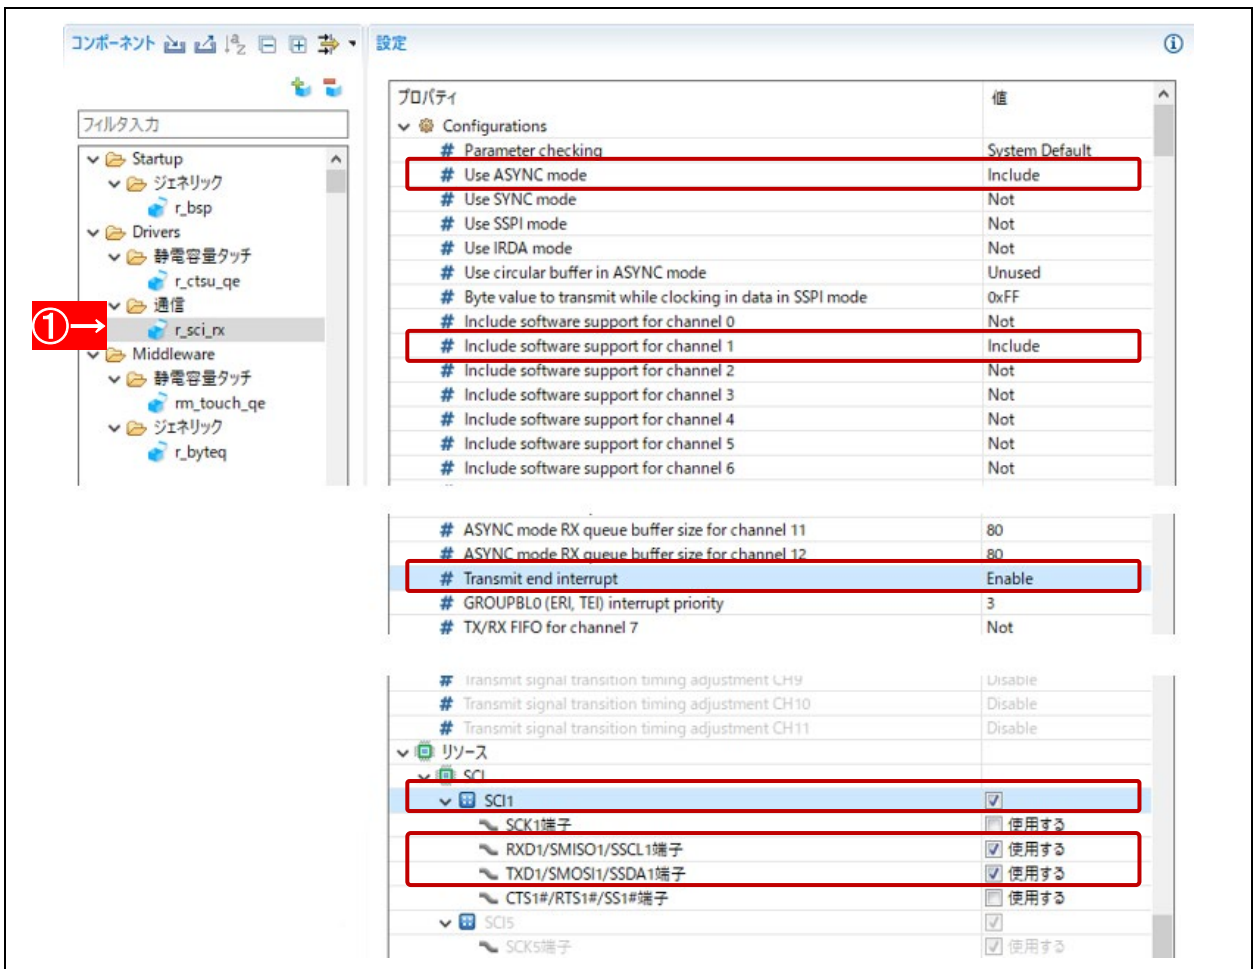 コンポーネント
設定
フィルタ入力
Startup
ジェネリック
r_bsp
Drivers
静電容量タッチ
r_ctsu_qe
通信
①→
r_sci_rx
Middleware
静電容量タッチ
rm_touch_qe
ジェネリック
r_byteq
プロパティ 値
Configurations
# Parameter checking System Default
# Use ASYNC mode Include
# Use SYNC mode Not
# Use SSPI mode Not
# Use IRDA mode Not
# Use circular buffer in ASYNC mode Unused
# Byte value to transmit while clocking in data in SSPI mode 0xFF
# Include software support for channel 0 Not
# Include software support for channel 1 Include
# Include software support for channel 2 Not
# Include software support for channel 3 Not
# Include software support for channel 4 Not
# Include software support for channel 5 Not
# Include software support for channel 6 Not
# ASYNC mode RX queue buffer size for channel 11 80
# ASYNC mode RX queue buffer size for channel 12 80
# Transmit end interrupt Enable
# GROUPBL0 (ERI, TEI) interrupt priority 3
# TX/RX FIFO for channel 7 Not
# Transmit signal transition timing adjustment CH9 Disable
# Transmit signal transition timing adjustment CH10 Disable
# Transmit signal transition timing adjustment CH11 Disable
リソース
SCI
SCI1
SCK1端子 使用する
RXD1/SMISO1/SSCL1端子 使用する
TXD1/SMOSI1/SSDA1端子 使用する
CTS1#/RTS1#/SS1#端子 使用する
SCI5
SCK5端子 使用する